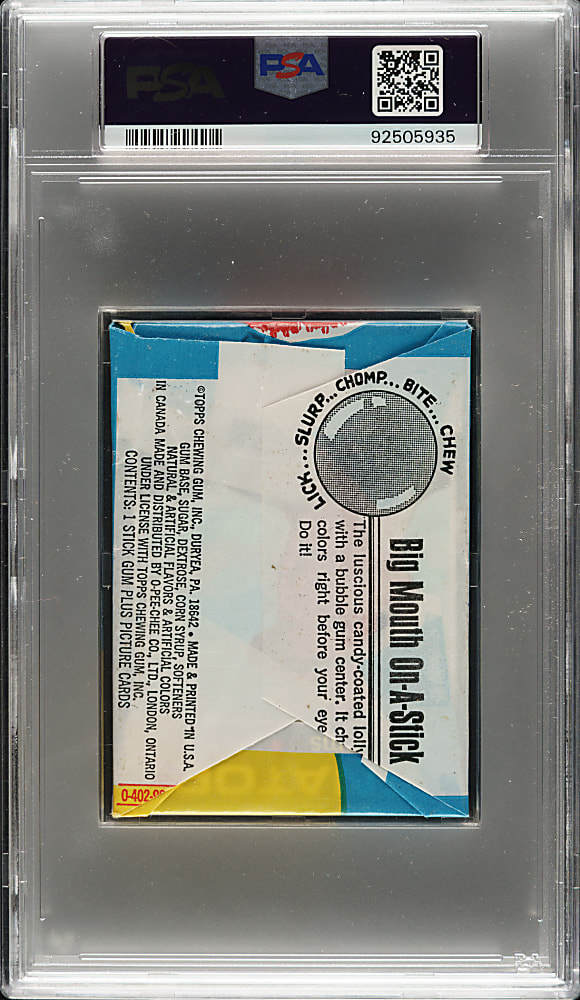 PSA
PSA
92505935
LICK... SLURP... CHOMP... BITE... CHEW
Big Mouth On-A-Stick
The luscious candy-coated
with a bubble gum center. It
colors right before your
Do it!
©TOPPS CHEWING GUM, INC., DURYEA, PA. 18642 • MADE & PRINTED IN U.S.A.
GUM BASE, SUGAR, DEXTROSE, CORN SYRUP, SOFTENERS
NATURAL & ARTIFICIAL FLAVORS & ARTIFICIAL COLORS
IN CANADA MADE AND DISTRIBUTED BY O-PEE-CHEE CO., LTD., LONDON, ONTARIO
UNDER LICENSE WITH TOPPS CHEWING GUM, INC.
CONTENTS: 1 STICK GUM PLUS PICTURE CARDS